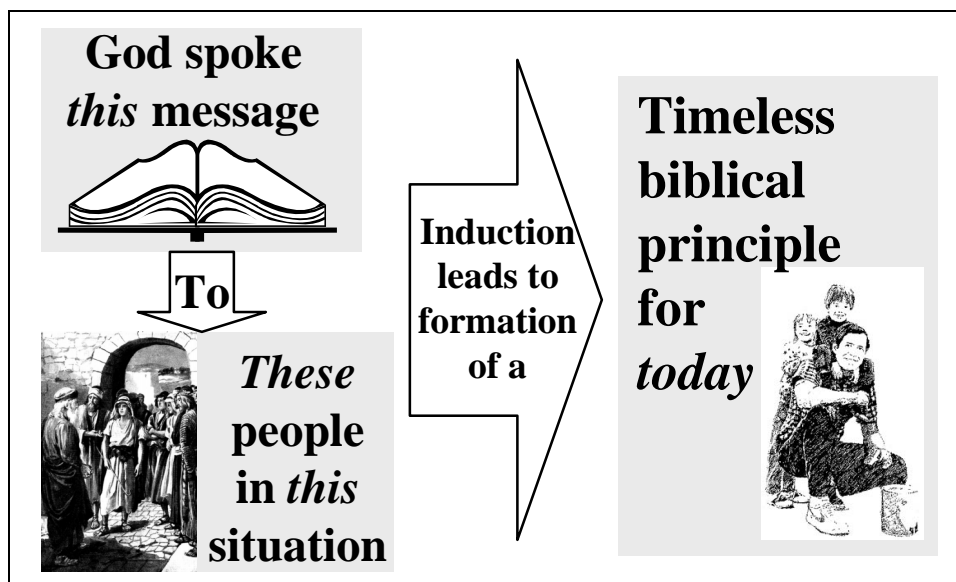 God spoke
this message
To
These
people
in this
situation
Induction
leads to
formation
of a
Timeless
biblical
principle
for
today